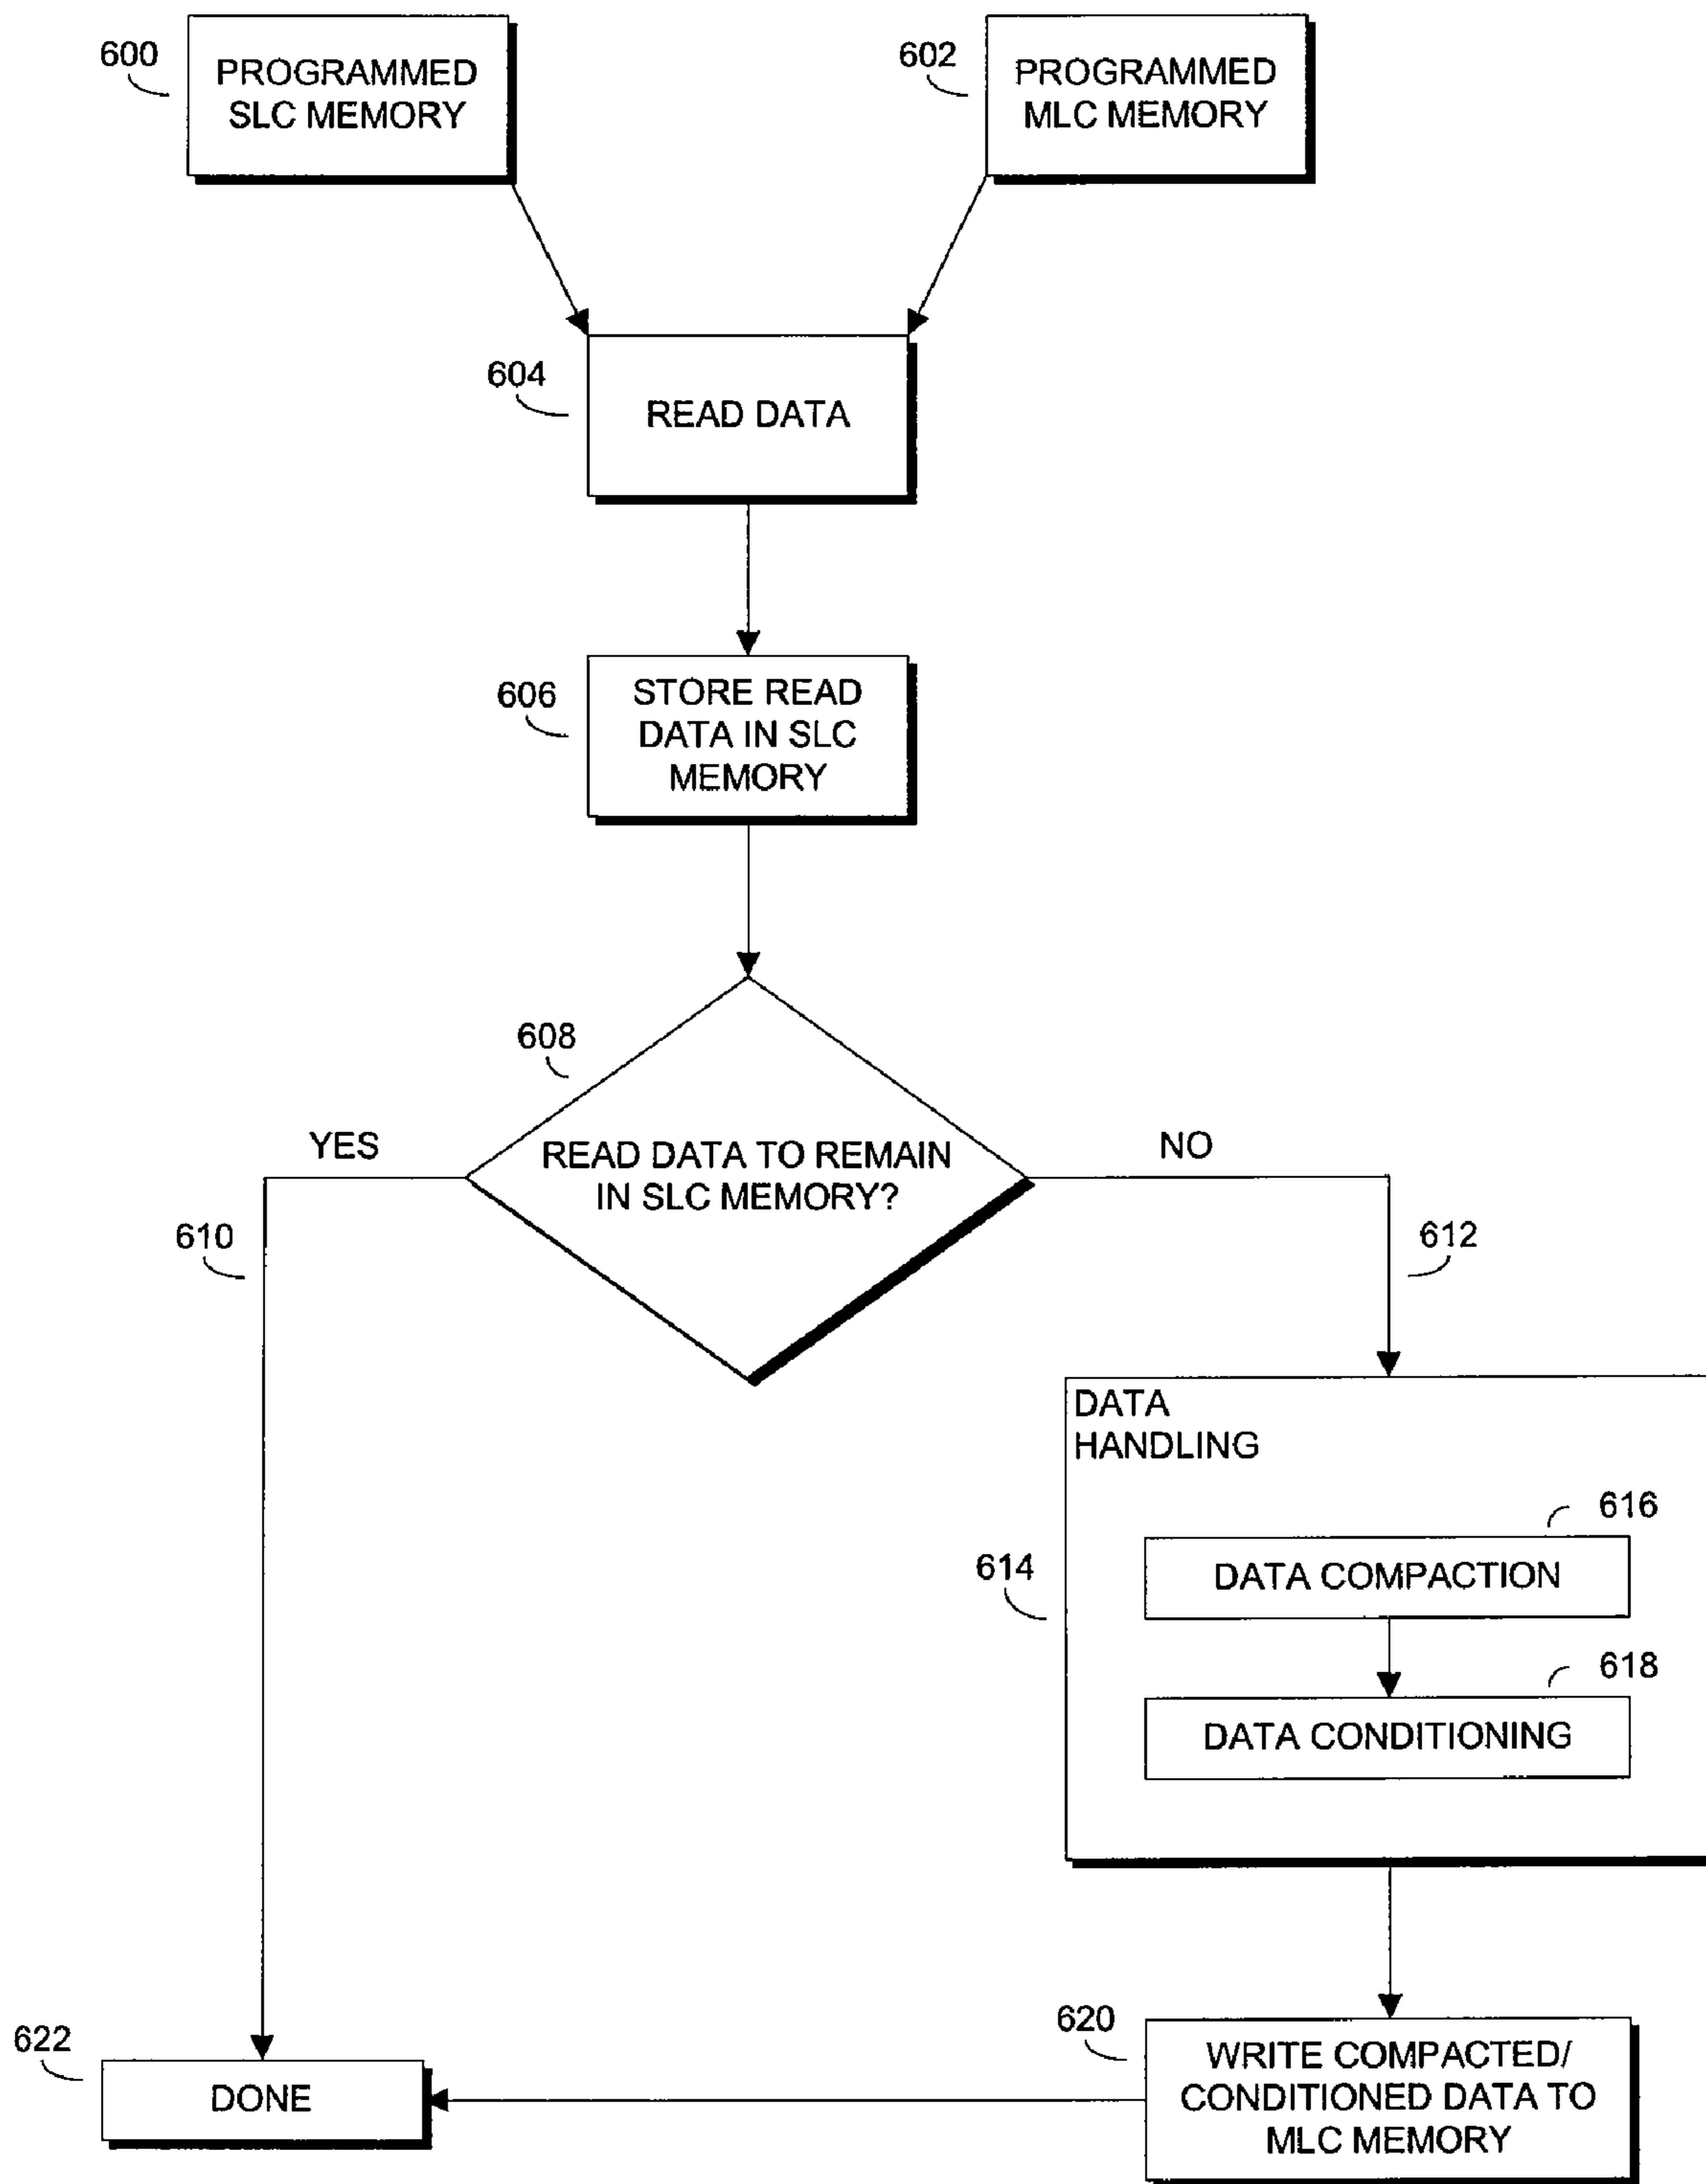 600
PROGRAMMED
SLC MEMORY
602
PROGRAMMED
MLC MEMORY
604
READ DATA
606
STORE READ
DATA IN SLC
MEMORY
608
READ DATA TO REMAIN
IN SLC MEMORY?
YES
NO
610
612
DATA
HANDLING
616
DATA COMPACTION
614
618
DATA CONDITIONING
620
WRITE COMPACTED/
CONDITIONED DATA TO
MLC MEMORY
622
DONE